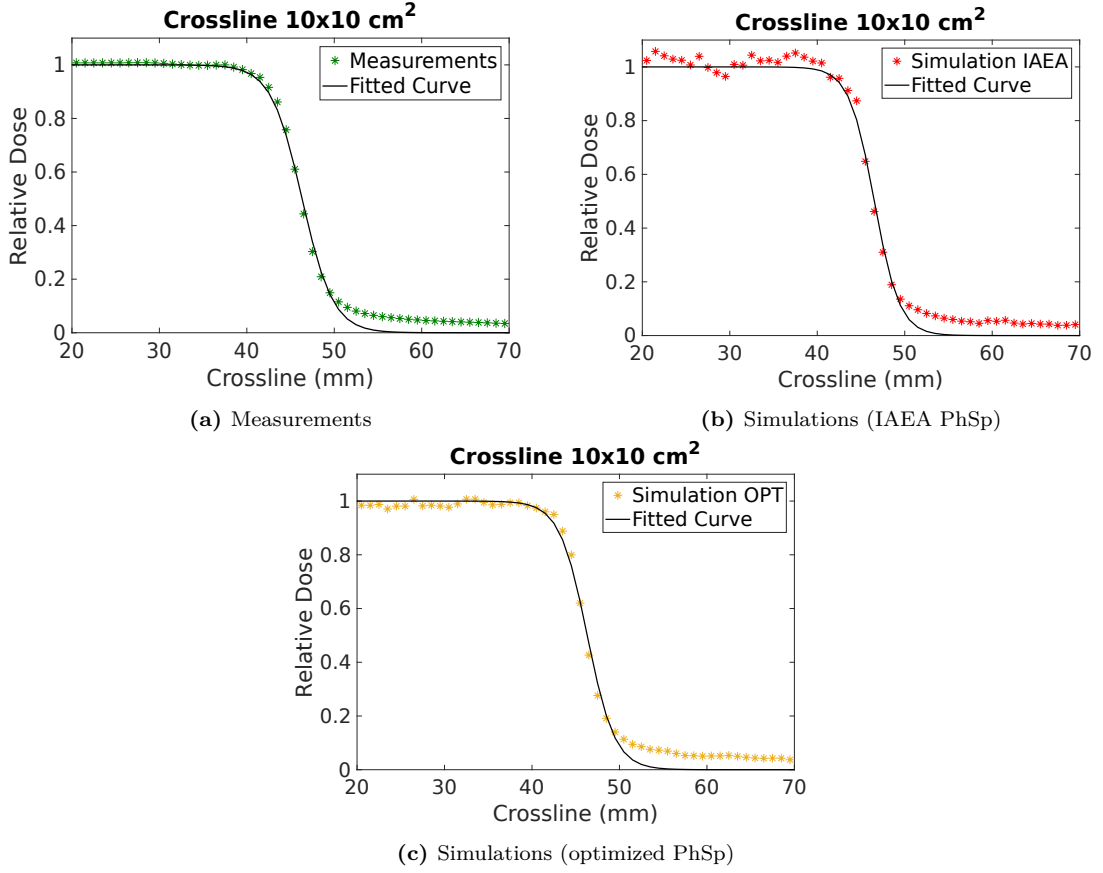 Crossline 10x10 cm²
Measurements
Fitted Curve
Relative Dose
1
0.8
0.6
0.4
0.2
0
20 30 40 50 60 70
Crossline (mm)
(a) Measurements
Crossline 10x10 cm²
Simulation IAEA
Fitted Curve
Relative Dose
1
0.8
0.6
0.4
0.2
0
20 30 40 50 60 70
Crossline (mm)
(b) Simulations (IAEA PhSp)
Crossline 10x10 cm²
Simulation OPT
Fitted Curve
Relative Dose
1
0.8
0.6
0.4
0.2
0
20 30 40 50 60 70
Crossline (mm)
(c) Simulations (optimized PhSp)